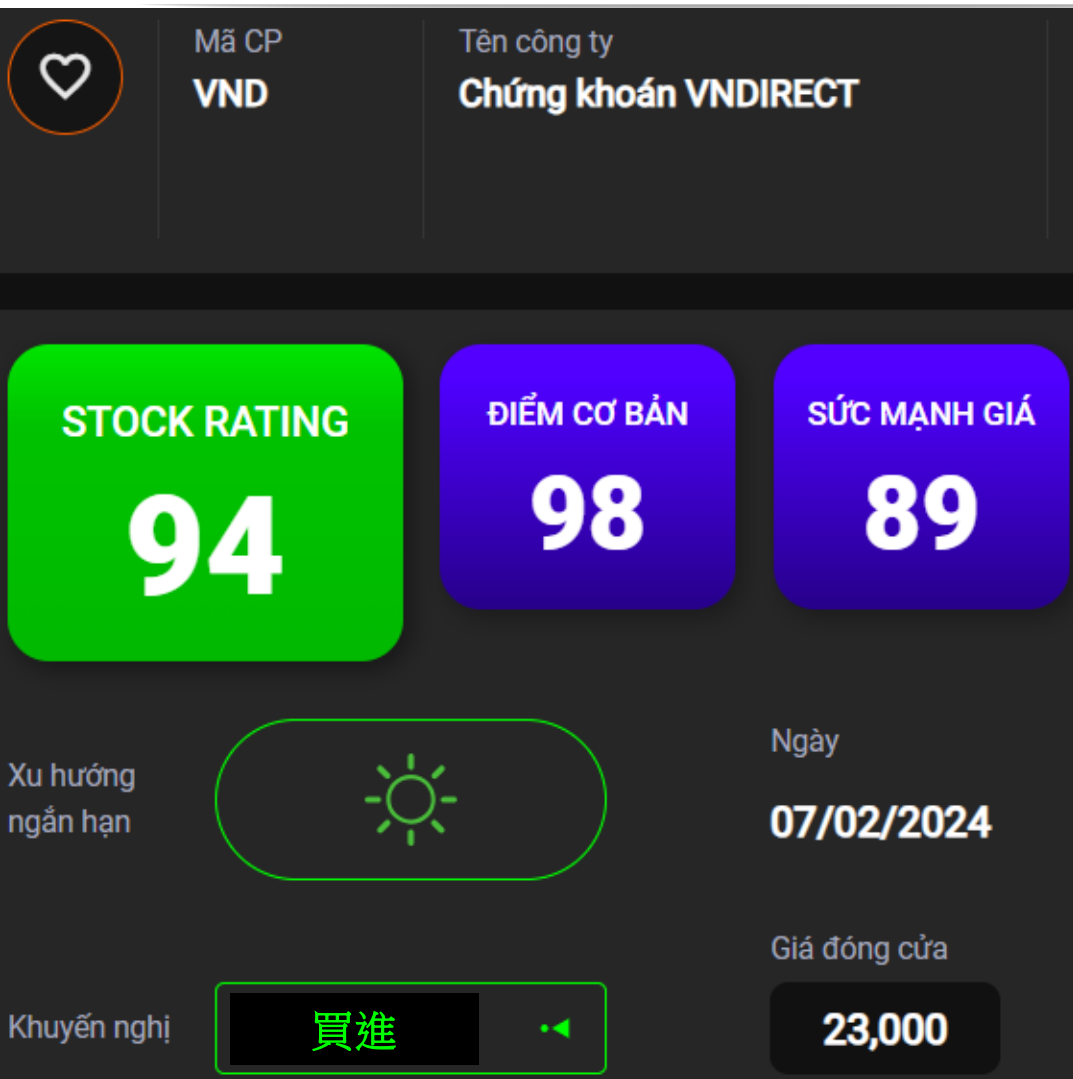 Mã CP
VND
Tên công ty
Chứng khoán VNDIRECT
STOCK RATING
94
ĐIỂM CƠ BẢN
98
SỨC MẠNH GIÁ
89
Xu hướng
ngắn hạn
Ngày
07/02/2024
Khuyến nghị
買進
Giá đóng cửa
23,000